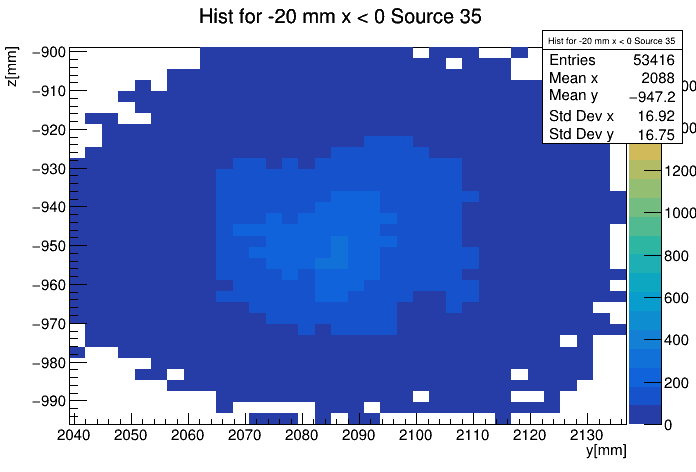 Hist for -20 mm x < 0 Source 35
Hist for -20 mm x < 0 Source 35
Entries 53416
Mean x 2088
Mean y −947.2
Std Dev x 16.92
Std Dev y 16.75
z[mm]
−900
−910
−920
−930
−940
−950
−960
−970
−980
−990
2040 2050 2060 2070 2080 2090 2100 2110 2120 2130
y[mm]
1200
1000
800
600
400
200
0